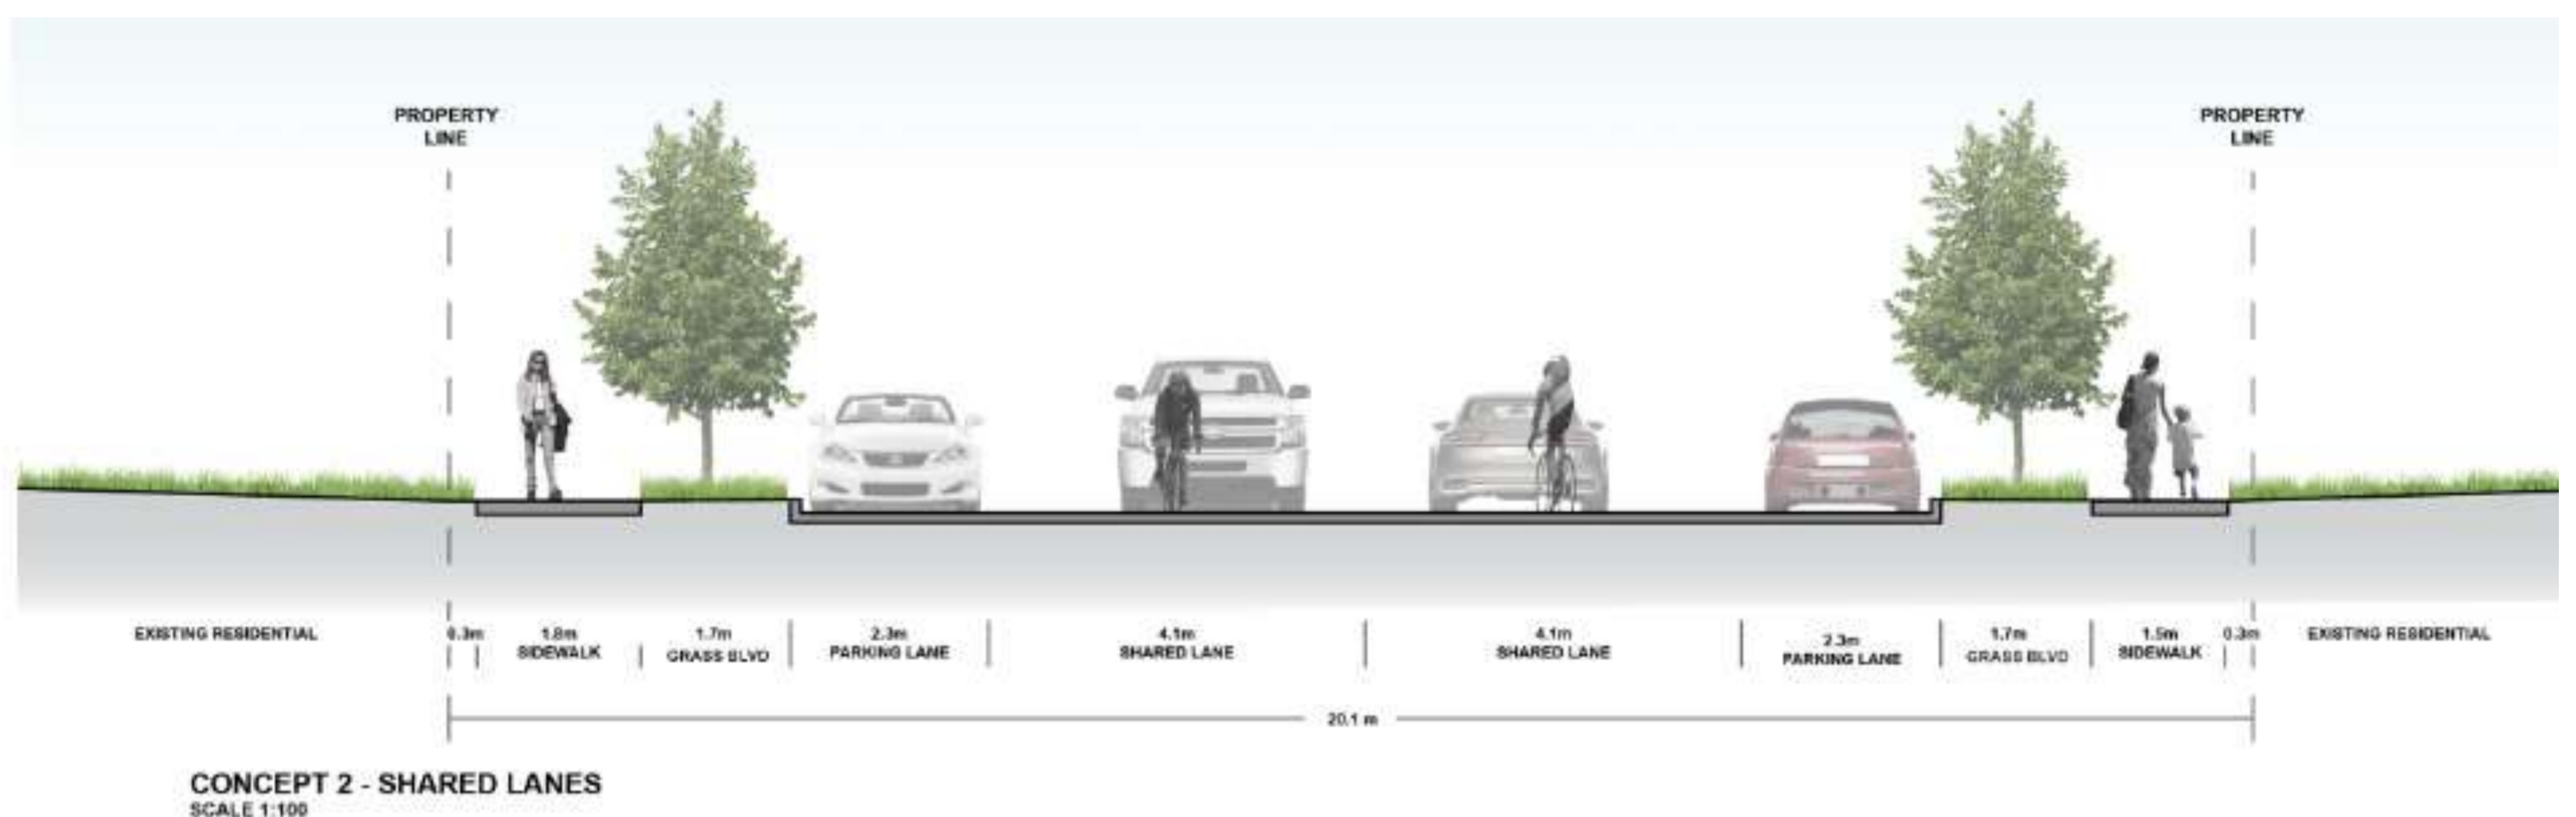 PROPERTY
LINE
PROPERTY
LINE
EXISTING RESIDENTIAL
0.3m
1.8m
SIDEWALK
1.7m
GRASS BLVD
2.3m
PARKING LANE
4.1m
SHARED LANE
4.1m
SHARED LANE
2.3m
PARKING LANE
1.7m
GRASS BLVD
1.5m
SIDEWALK
0.3m
EXISTING RESIDENTIAL
20.1 m
CONCEPT 2 - SHARED LANES
SCALE 1:100